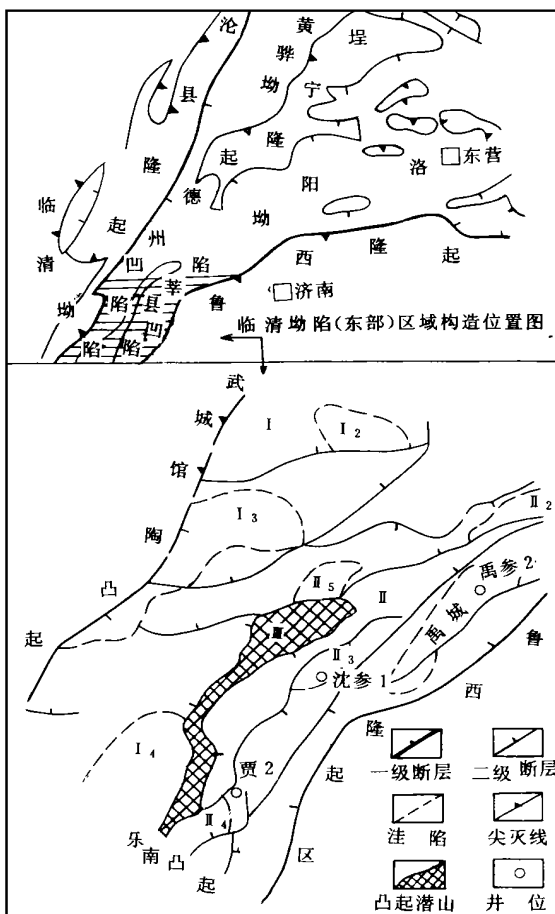 沧县隆起
黄骅坳陷
埕宁隆起
东营
洛
阳
坳
临清坳陷
德州凹陷
莘县凹陷
鲁西隆起
济南
临清坳陷(东部)区域构造位置图
武城
馆陶凸起
I
I₂
I₃
I₄
II
II₂
II₃
II₄
II₅
III
禹参2
禹城
沈参1
贾2
鲁西隆起区
乐南凸起
一级断层
二级断层
洼陷
尖灭线
凸起潜山
井位